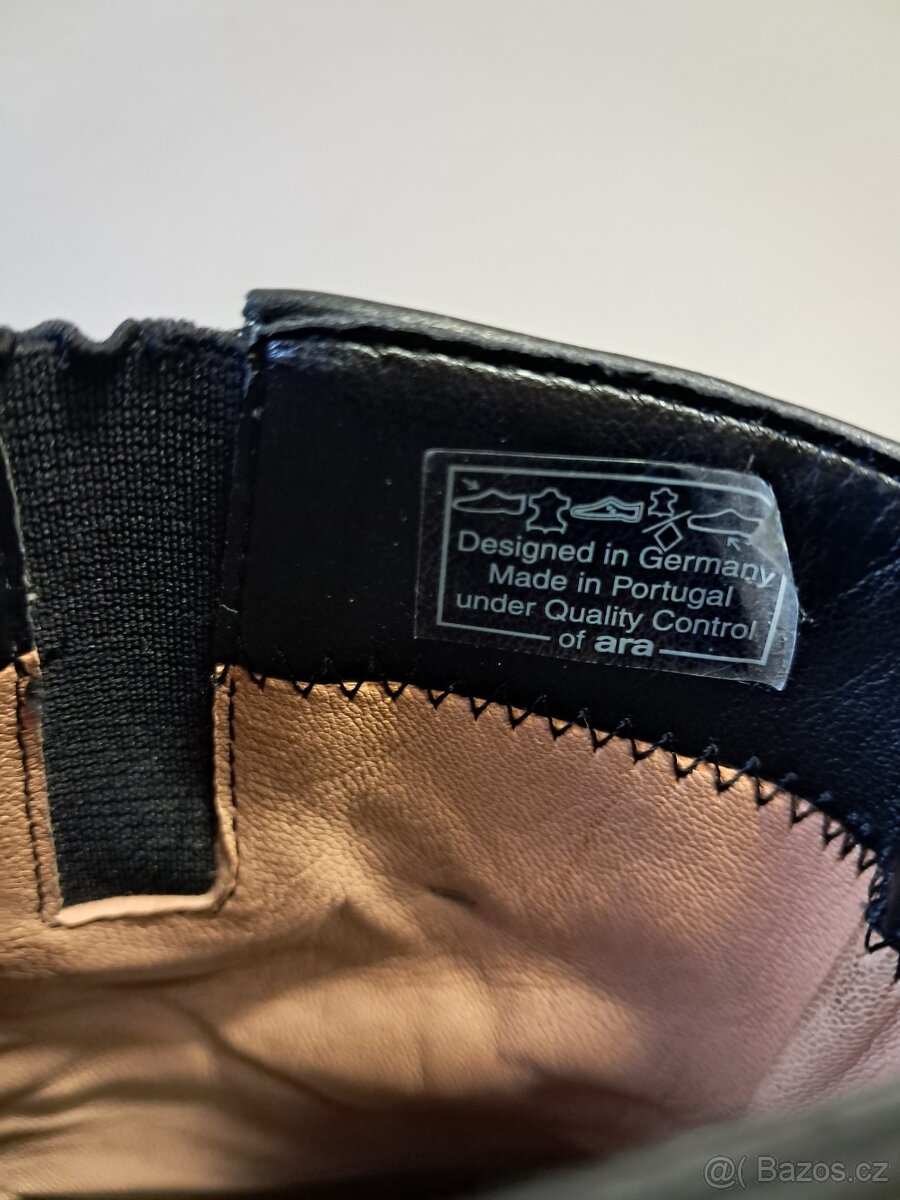 Designed in Germany
Made in Portugal
under Quality Control
of ara
@( Bazos.cz